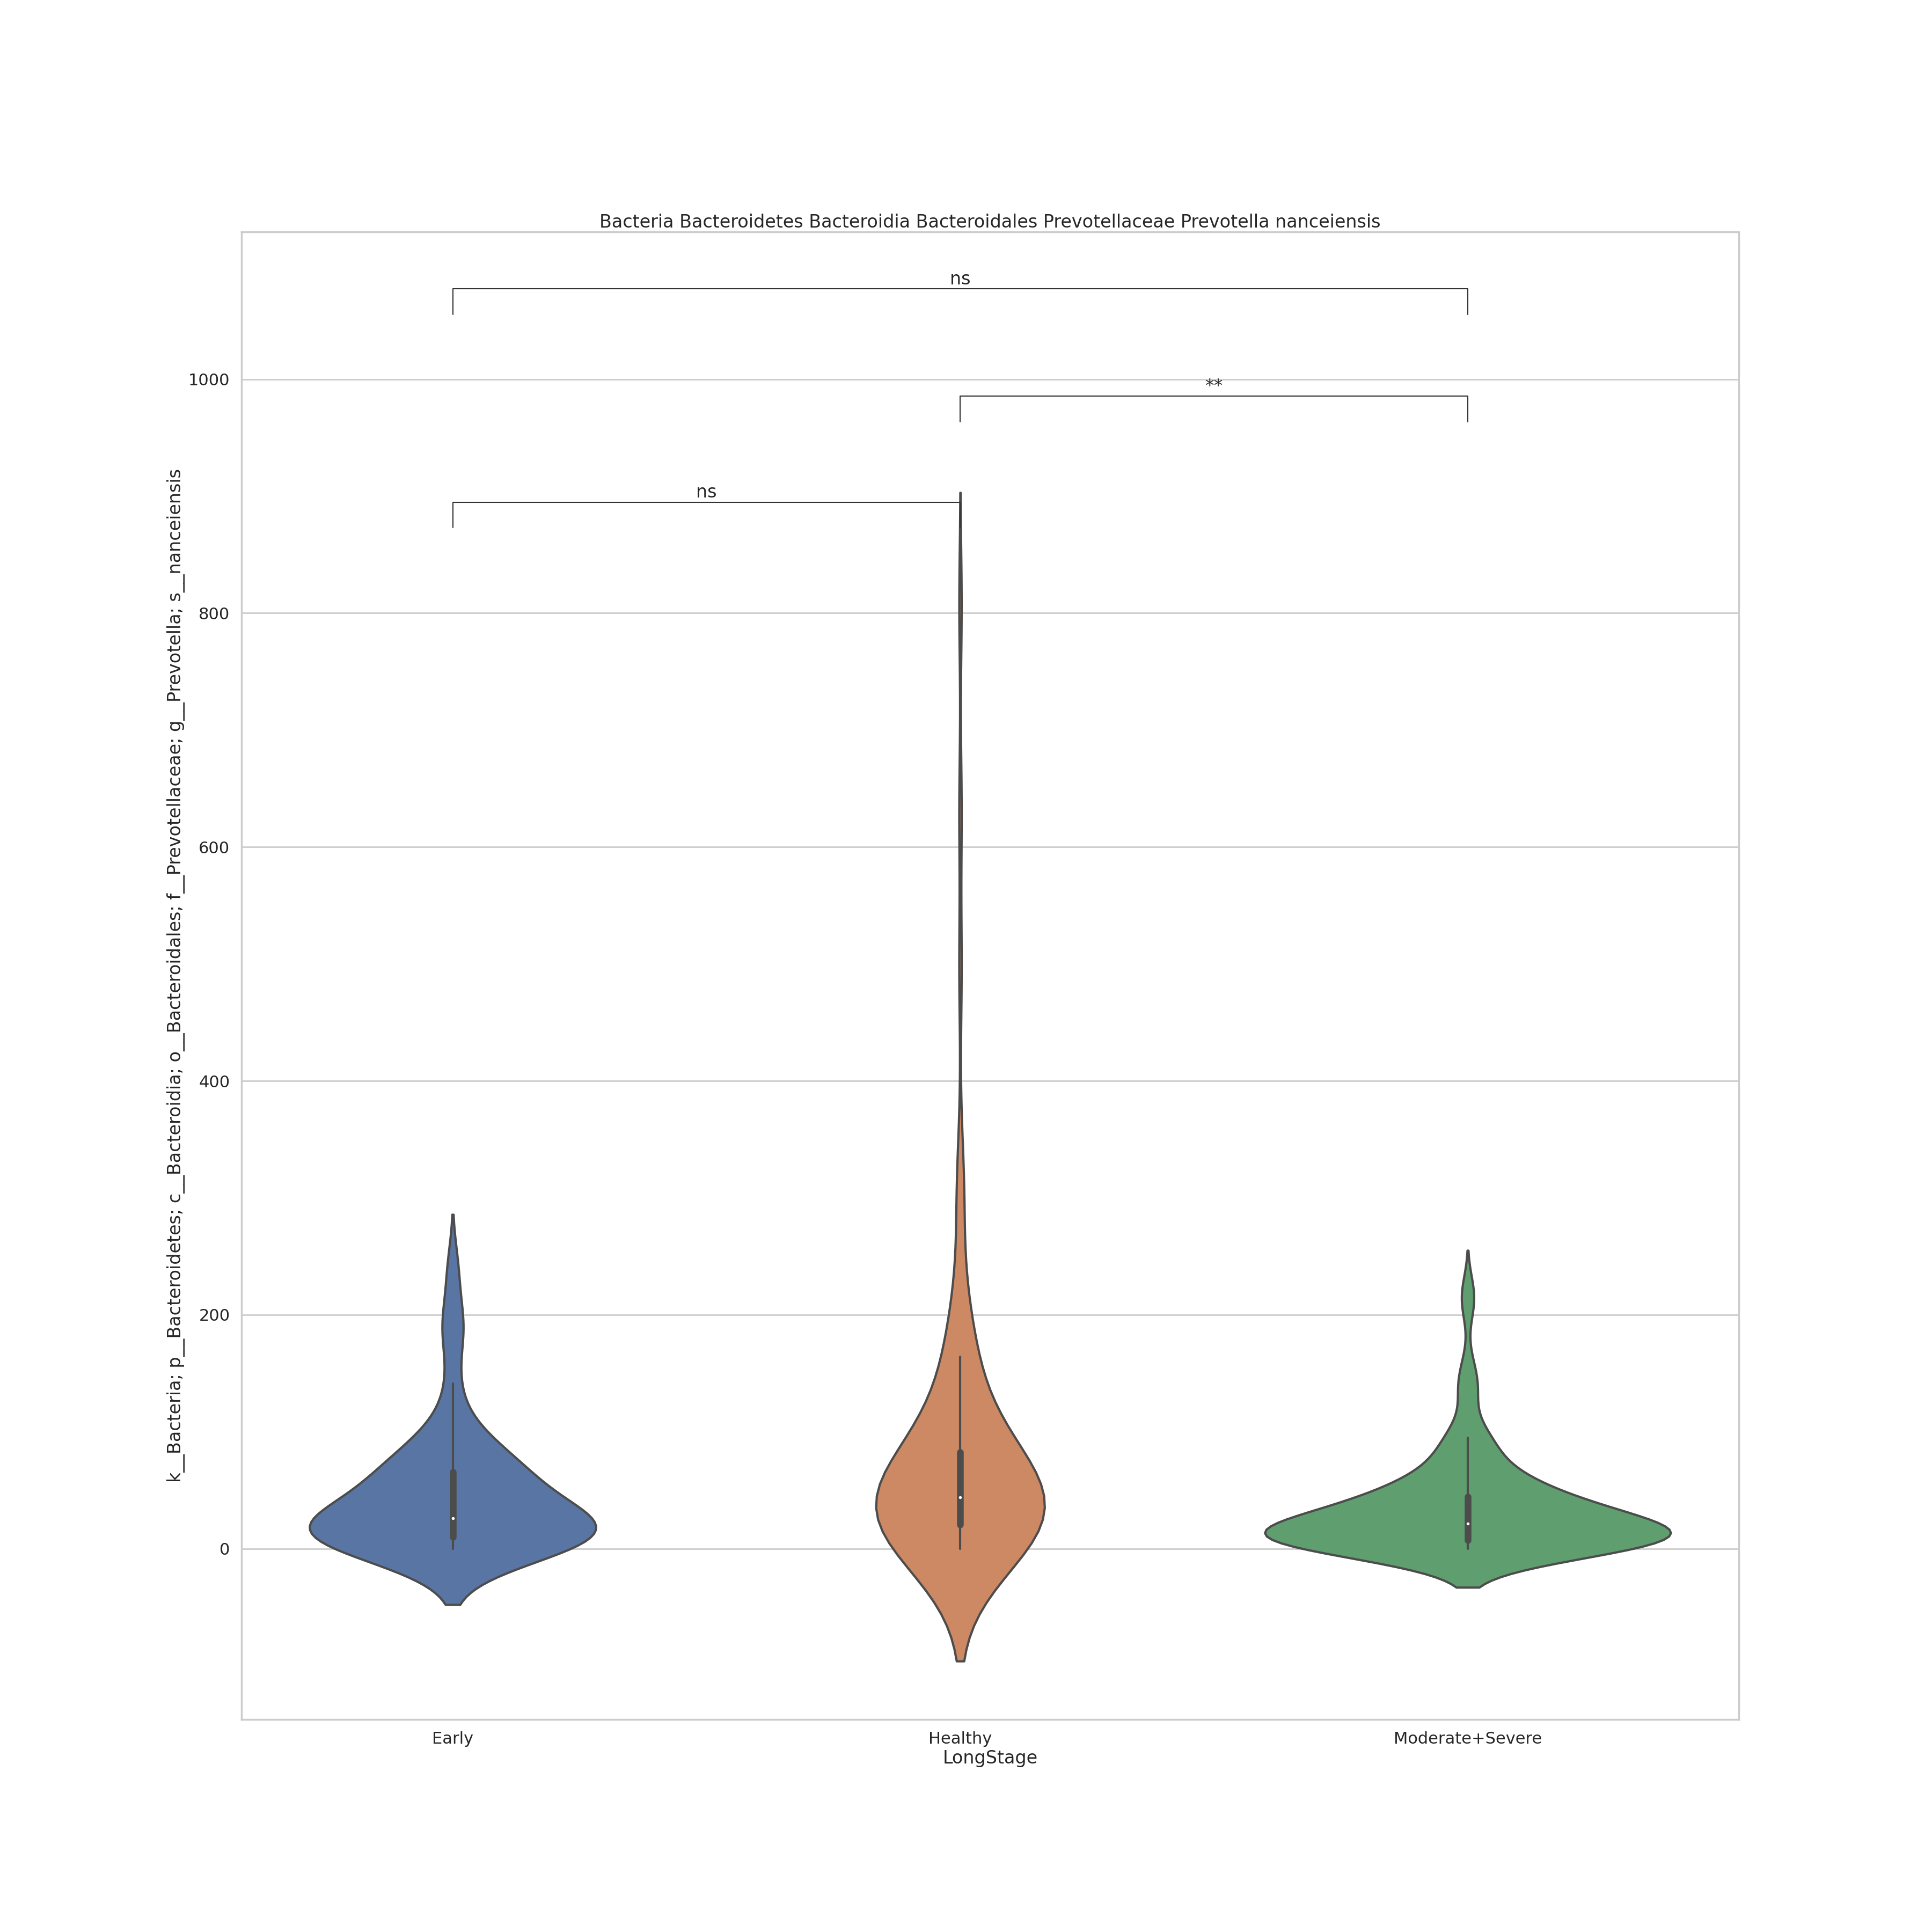 Bacteria Bacteroidetes Bacteroidia Bacteroidales Prevotellaceae Prevotella nanceiensis
ns
**
ns
1000
800
600
400
200
0
k__Bacteria; p__Bacteroidetes; c__Bacteroidia; o__Bacteroidales; f__Prevotellaceae; g__Prevotella; s__nanceiensis
Early
Healthy
Moderate+Severe
LongStage